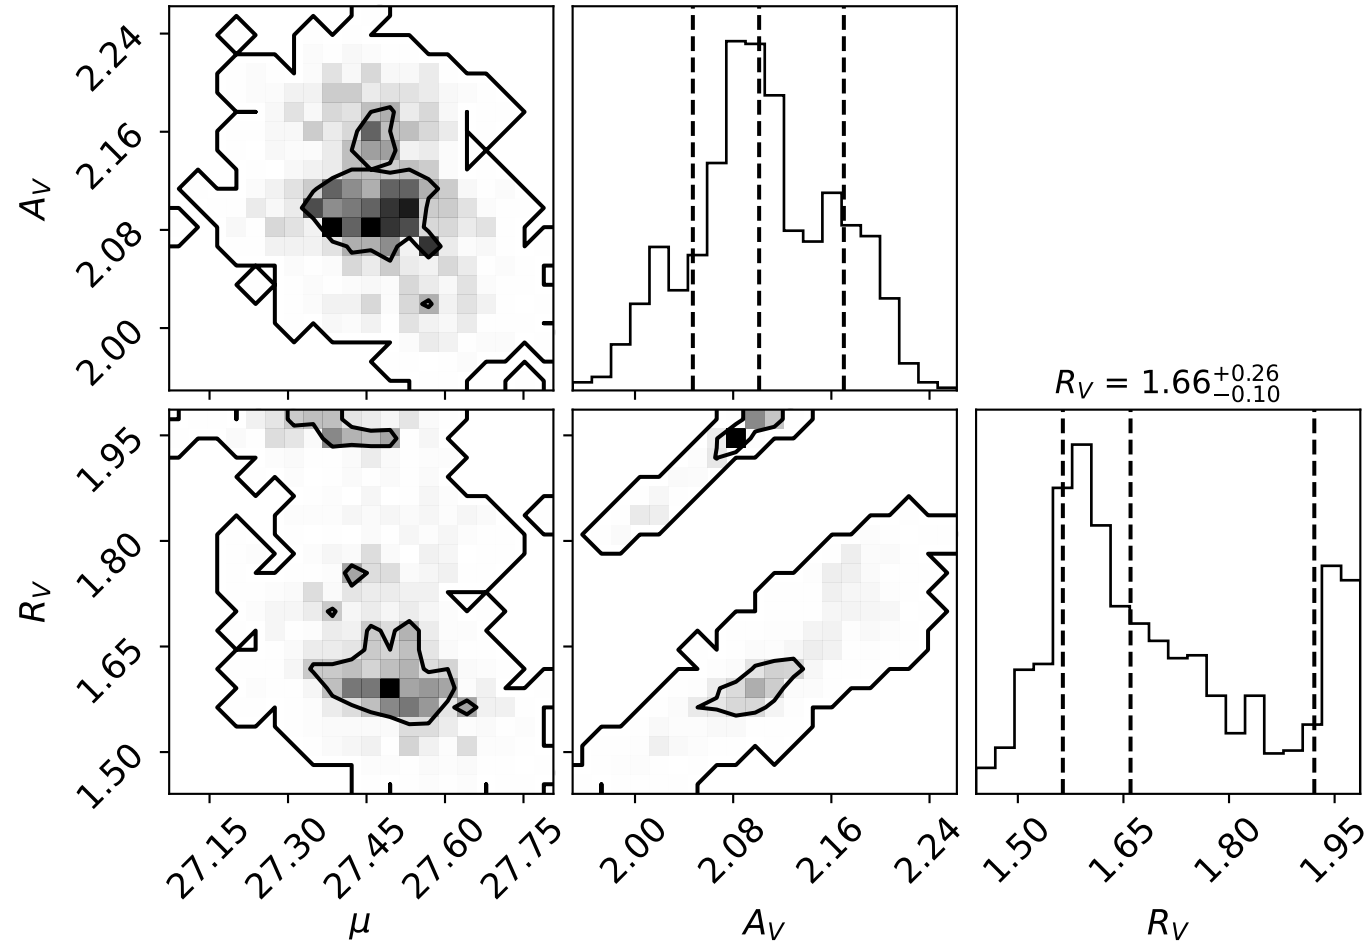 2.24
2.16
2.08
2.00
A_V
R_V = 1.66^{+0.26}_{-0.10}
1.95
1.80
1.65
1.50
R_V
27.15 27.30 27.45 27.60 27.75
2.00 2.08 2.16 2.24
1.50 1.65 1.80 1.95
μ A_V R_V